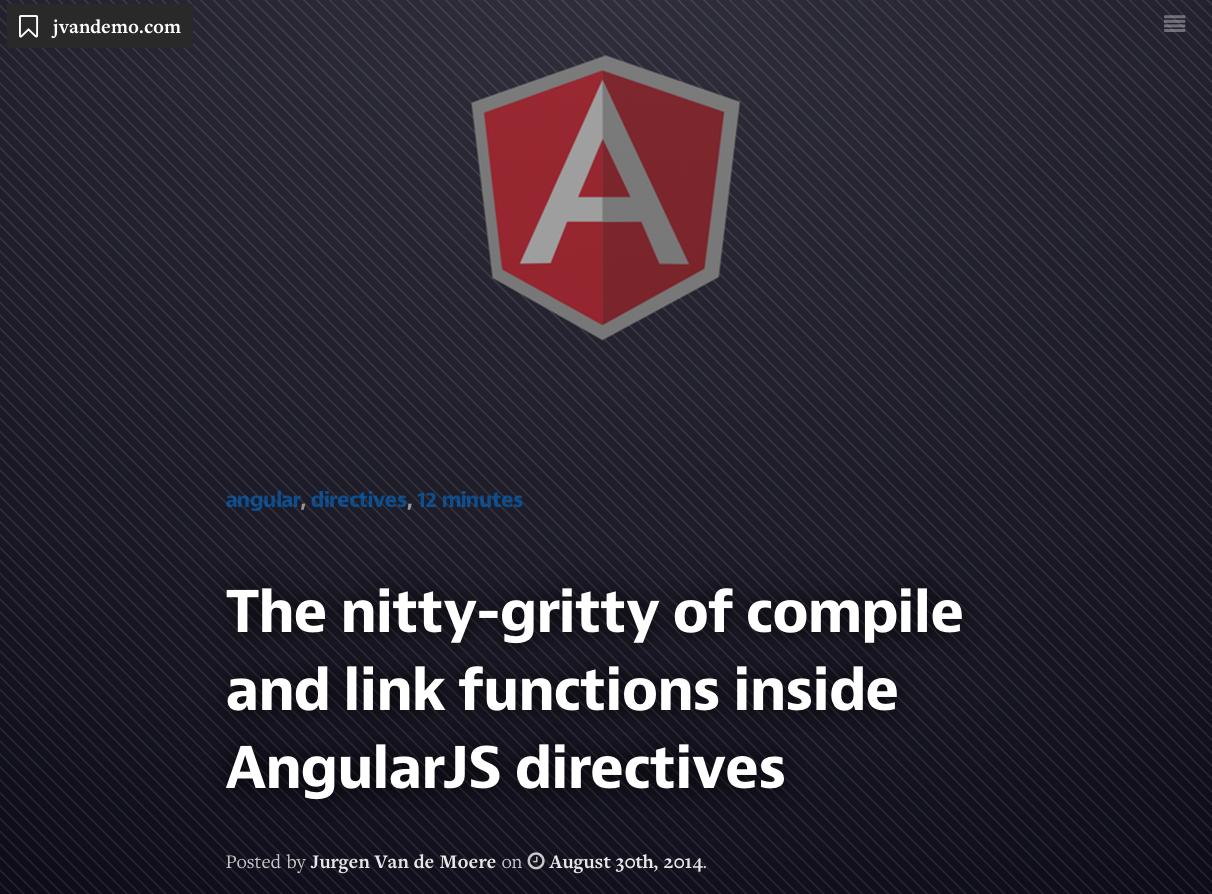 jvandemo.com
A
angular, directives, 12 minutes
The nitty-gritty of compile
and link functions inside
AngularJS directives
Posted by Jurgen Van de Moere on August 30th, 2014.